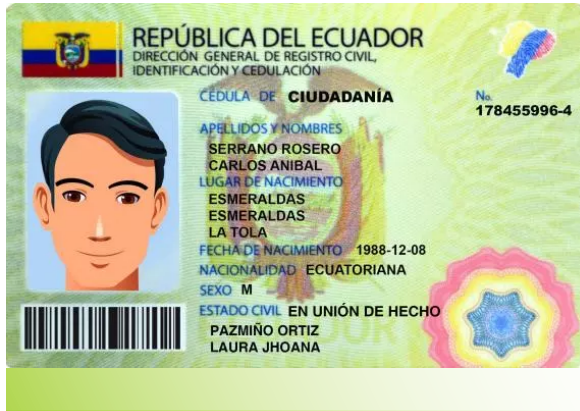 REPÚBLICA DEL ECUADOR
DIRECCIÓN GENERAL DE REGISTRO CIVIL,
IDENTIFICACIÓN Y CEDULACIÓN
CÉDULA DE CIUDADANÍA
No. 178455996-4
APELLIDOS Y NOMBRES
SERRANO ROSERO
CARLOS ANIBAL
LUGAR DE NACIMIENTO
ESMERALDAS
ESMERALDAS
LA TOLA
FECHA DE NACIMIENTO 1988-12-08
NACIONALIDAD ECUATORIANA
SEXO M
ESTADO CIVIL EN UNIÓN DE HECHO
PAZMIÑO ORTIZ
LAURA JHOANA